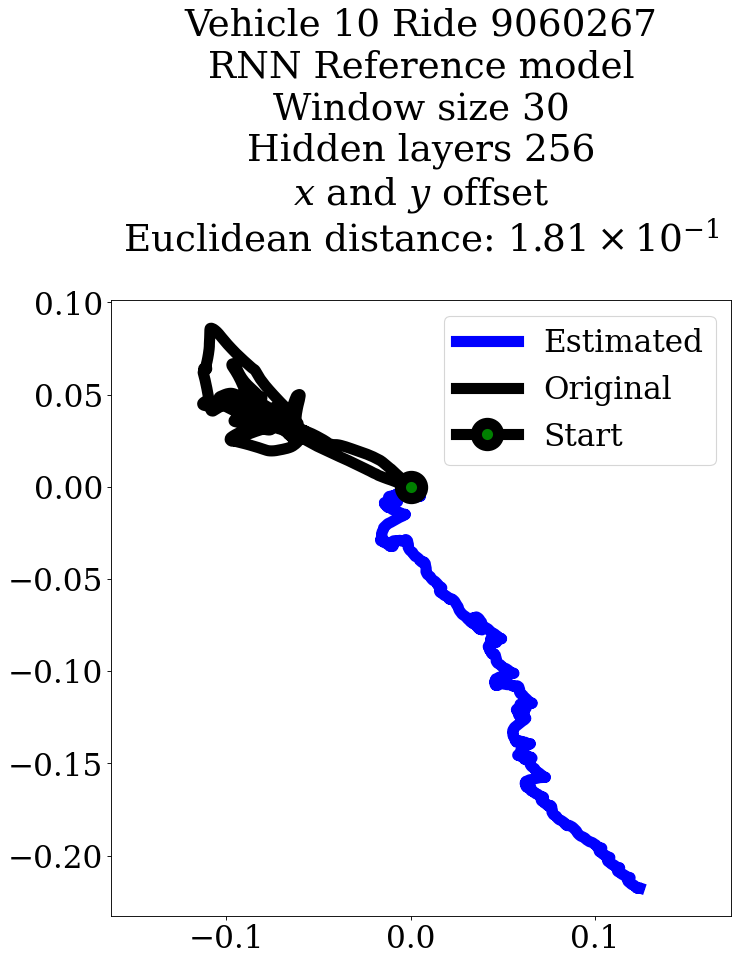 Vehicle 10 Ride 9060267
RNN Reference model
Window size 30
Hidden layers 256
x and y offset
Euclidean distance: 1.81 × 10⁻¹
0.10
0.05
0.00
−0.05
−0.10
−0.15
−0.20
Estimated
Original
Start
−0.1
0.0
0.1